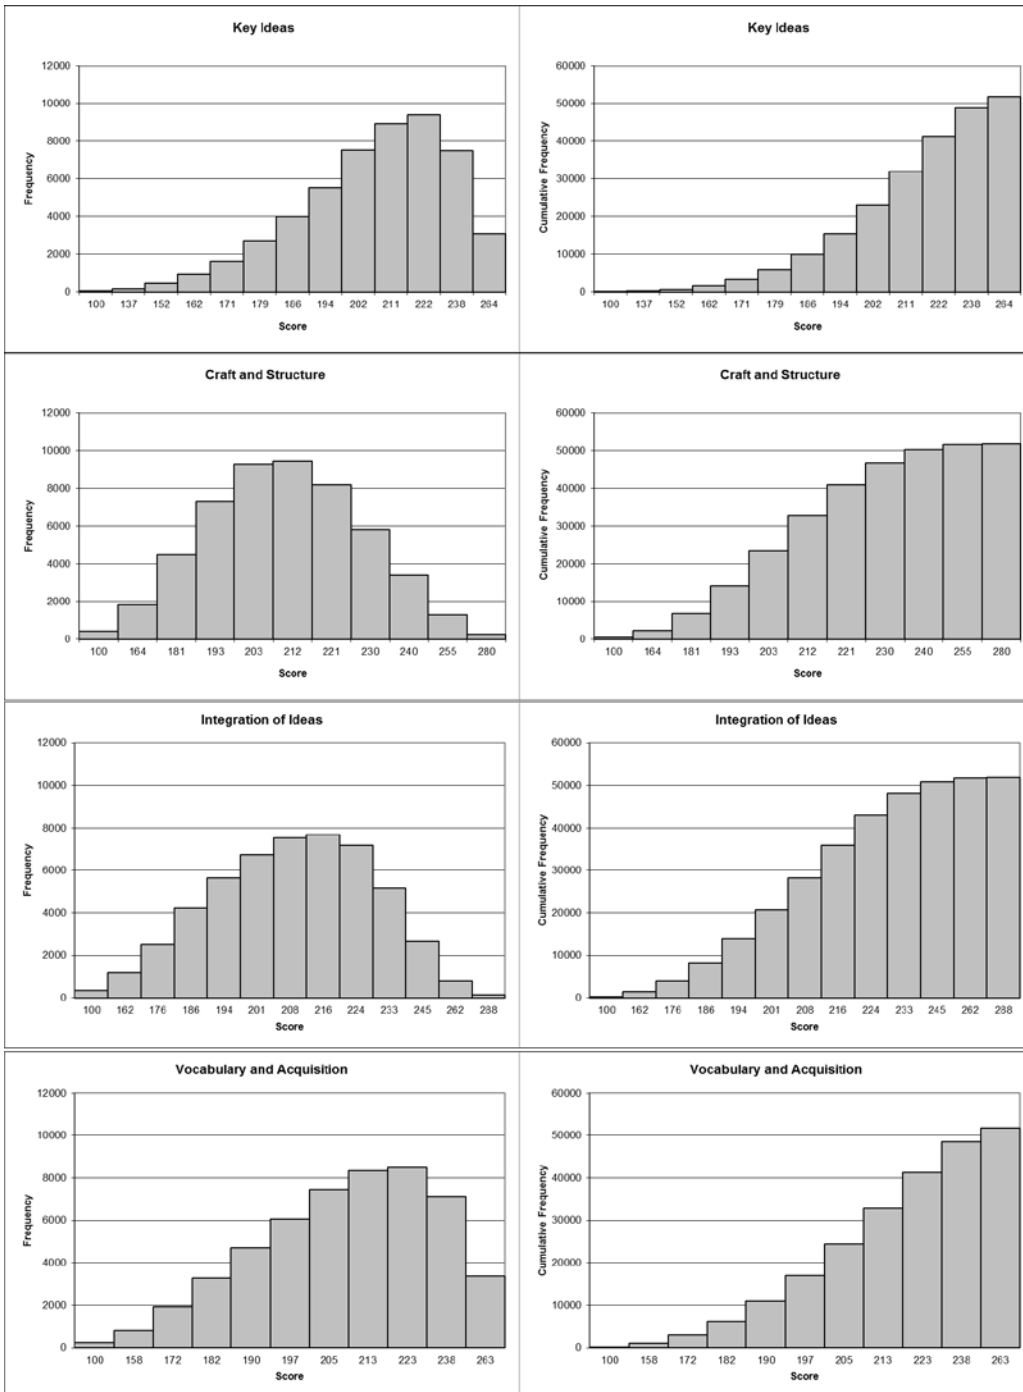 Key Ideas
12000
10000
8000
6000
4000
2000
0
Frequency
100 137 152 162 171 179 186 194 202 211 222 238 264
Score
Key Ideas
60000
50000
40000
30000
20000
10000
0
Cumulative Frequency
100 137 152 162 171 179 186 194 202 211 222 238 264
Score
Craft and Structure
12000
10000
8000
6000
4000
2000
0
Frequency
100 164 181 193 203 212 221 230 240 255 280
Score
Craft and Structure
60000
50000
40000
30000
20000
10000
0
Cumulative Frequency
100 164 181 193 203 212 221 230 240 255 280
Score
Integration of Ideas
12000
10000
8000
6000
4000
2000
0
Frequency
100 162 176 186 194 201 208 216 224 233 245 262 288
Score
Integration of Ideas
60000
50000
40000
30000
20000
10000
0
Cumulative Frequency
100 162 176 186 194 201 208 216 224 233 245 262 288
Score
Vocabulary and Acquisition
12000
10000
8000
6000
4000
2000
0
Frequency
100 158 172 182 190 197 205 213 223 238 263
Score
Vocabulary and Acquisition
60000
50000
40000
30000
20000
10000
0
Cumulative Frequency
100 158 172 182 190 197 205 213 223 238 263
Score